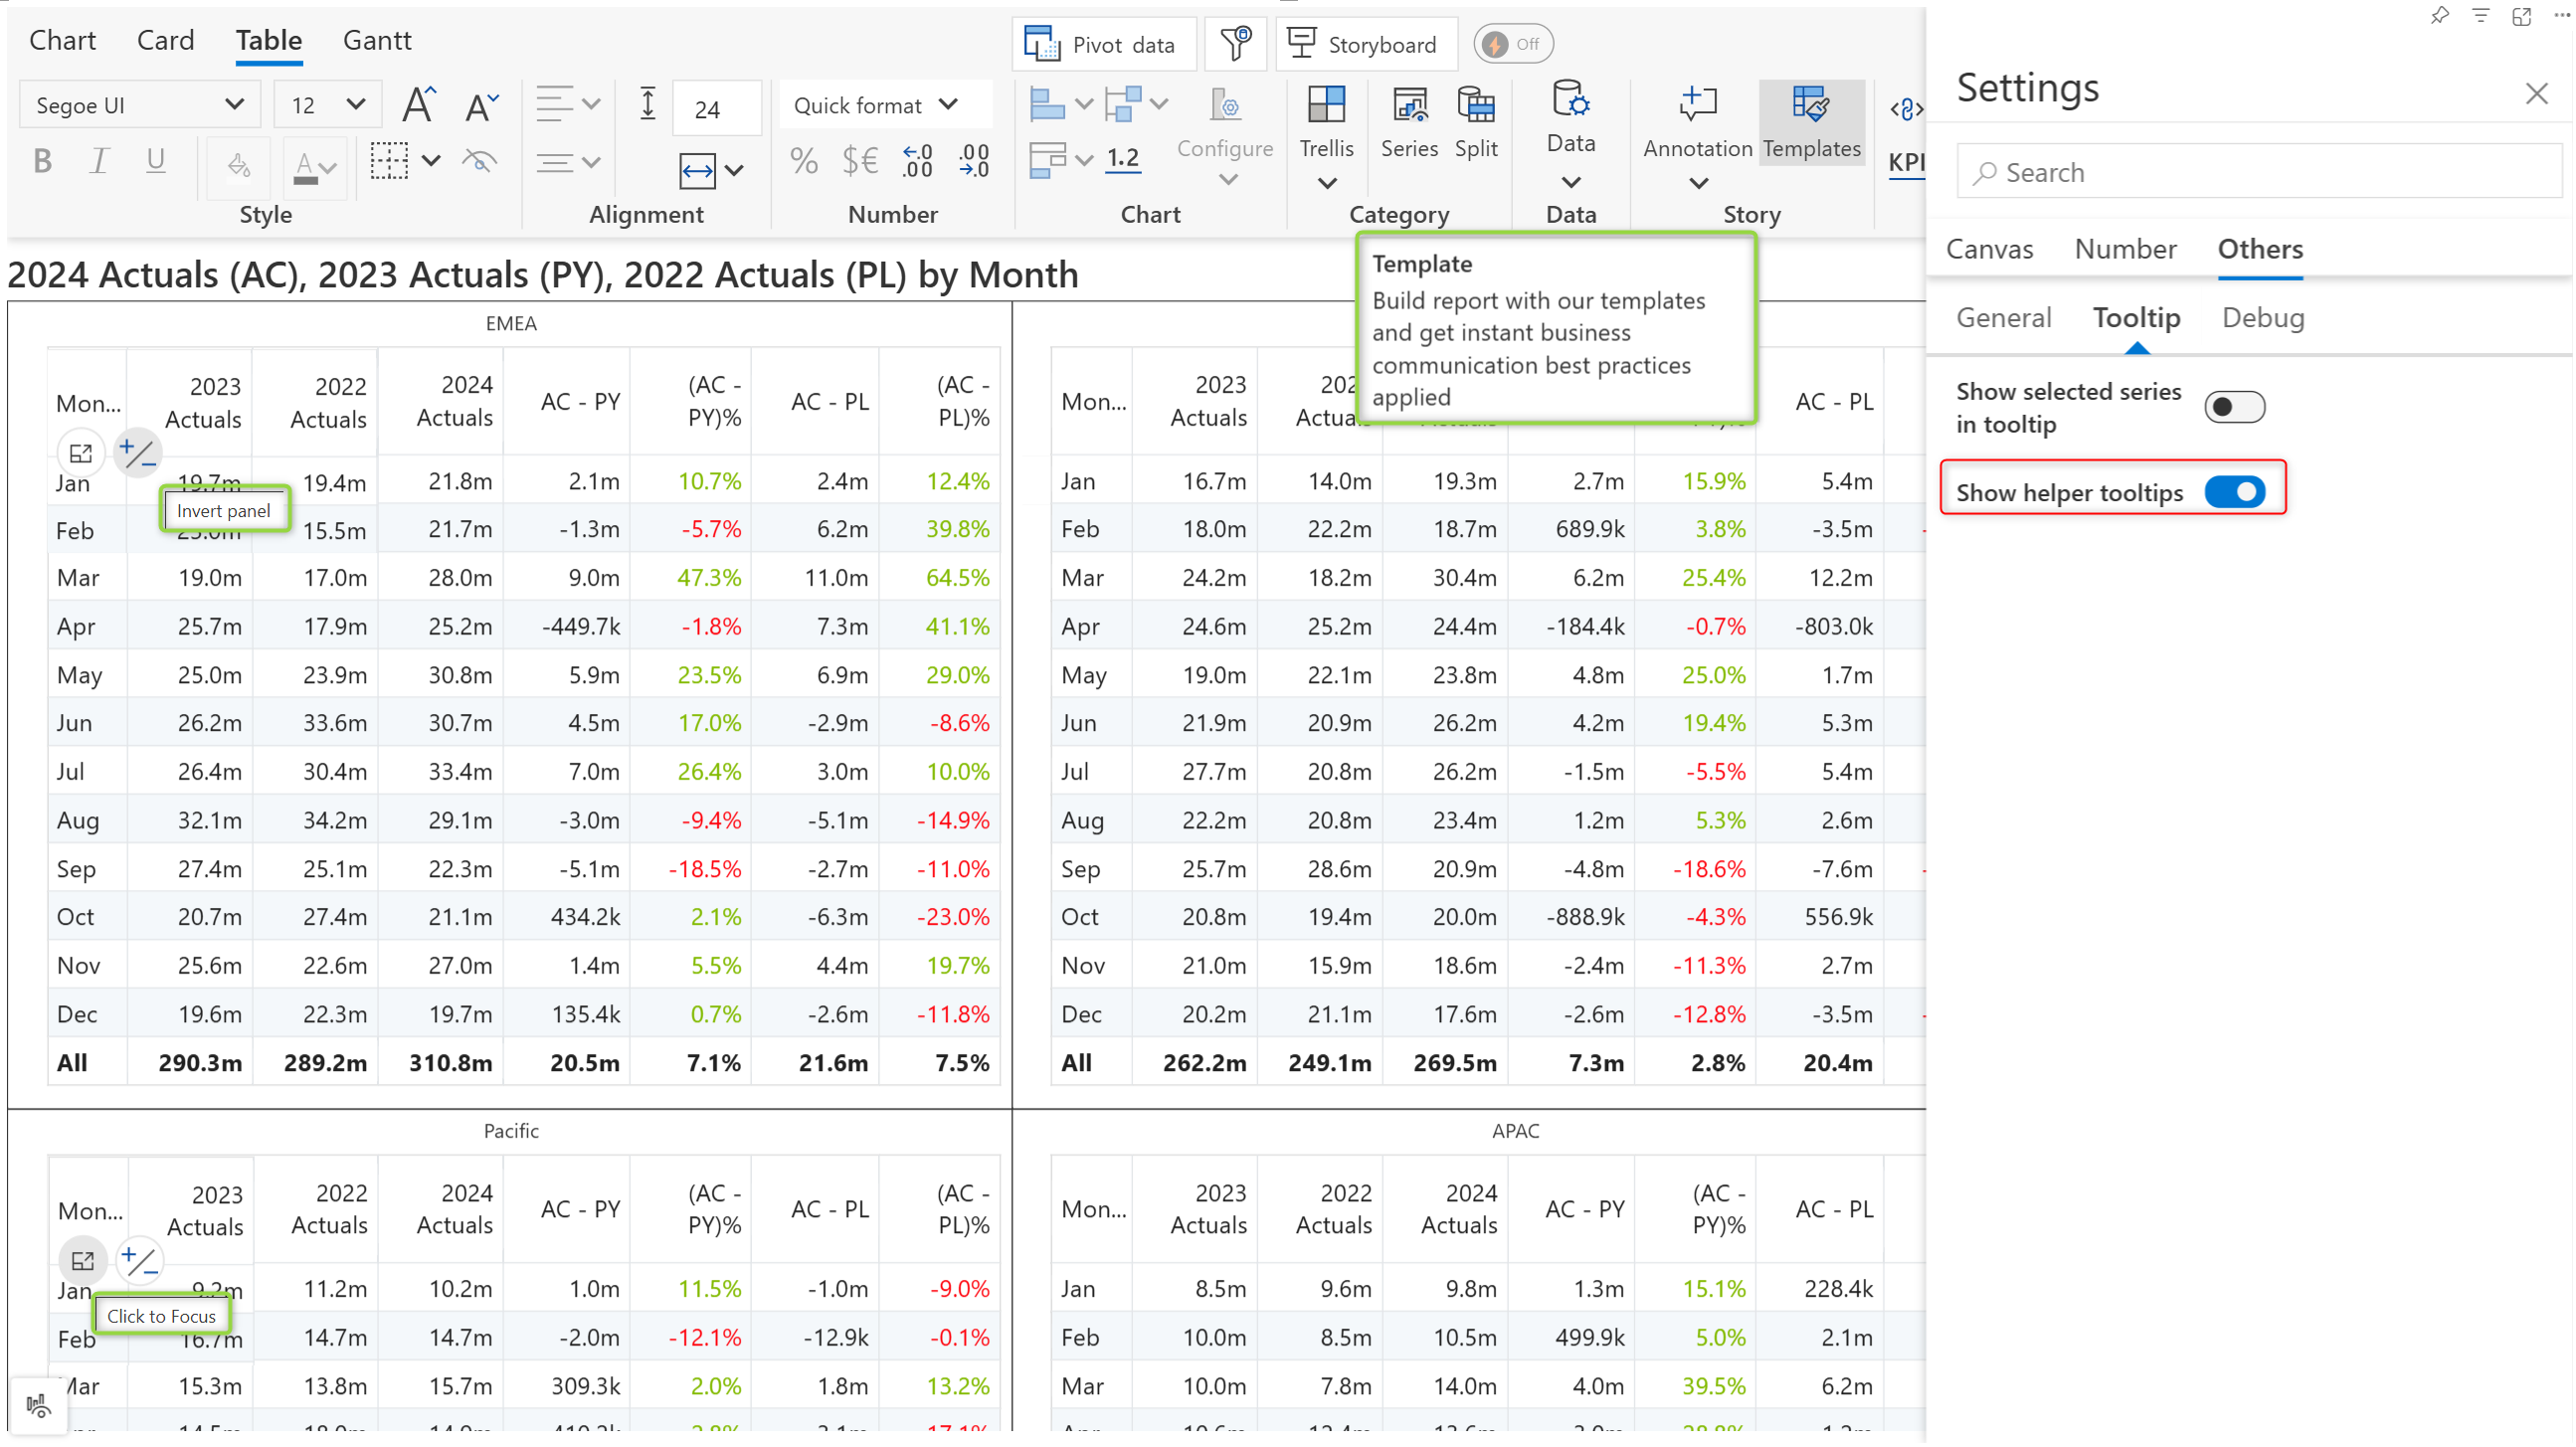 Chart Card Table Gantt
Pivot data
Storyboard
Off
Segoe UI
12
24
Quick format
B I U
A
% $€ .0 .00 .00 .0
1.2
Configure
Trellis
Series
Split
Data
Annotation
Templates
KPI
Style
Alignment
Number
Chart
Category
Data
Story
Settings
Search
Canvas Number Others
General Tooltip Debug
Show selected series
in tooltip
Show helper tooltips
2024 Actuals (AC), 2023 Actuals (PY), 2022 Actuals (PL) by Month
Template
Build report with our templates
and get instant business
communication best practices
applied
EMEA
Mon... 2023 Actuals 2022 Actuals 2024 Actuals AC - PY (AC - PY)% AC - PL (AC - PL)%
Jan 19.7m 19.4m 21.8m 2.1m 10.7% 2.4m 12.4%
Invert panel
Feb 15.5m 21.7m -1.3m -5.7% 6.2m 39.8%
Mar 19.0m 17.0m 28.0m 9.0m 47.3% 11.0m 64.5%
Apr 25.7m 17.9m 25.2m -449.7k -1.8% 7.3m 41.1%
May 25.0m 23.9m 30.8m 5.9m 23.5% 6.9m 29.0%
Jun 26.2m 33.6m 30.7m 4.5m 17.0% -2.9m -8.6%
Jul 26.4m 30.4m 33.4m 7.0m 26.4% 3.0m 10.0%
Aug 32.1m 34.2m 29.1m -3.0m -9.4% -5.1m -14.9%
Sep 27.4m 25.1m 22.3m -5.1m -18.5% -2.7m -11.0%
Oct 20.7m 27.4m 21.1m 434.2k 2.1% -6.3m -23.0%
Nov 25.6m 22.6m 27.0m 1.4m 5.5% 4.4m 19.7%
Dec 19.6m 22.3m 19.7m 135.4k 0.7% -2.6m -11.8%
All 290.3m 289.2m 310.8m 20.5m 7.1% 21.6m 7.5%
Mon... 2023 Actuals AC - PL
Jan 16.7m 14.0m 19.3m 2.7m 15.9% 5.4m
Feb 18.0m 22.2m 18.7m 689.9k 3.8% -3.5m
Mar 24.2m 18.2m 30.4m 6.2m 25.4% 12.2m
Apr 24.6m 25.2m 24.4m -184.4k -0.7% -803.0k
May 19.0m 22.1m 23.8m 4.8m 25.0% 1.7m
Jun 21.9m 20.9m 26.2m 4.2m 19.4% 5.3m
Jul 27.7m 20.8m 26.2m -1.5m -5.5% 5.4m
Aug 22.2m 20.8m 23.4m 1.2m 5.3% 2.6m
Sep 25.7m 28.6m 20.9m -4.8m -18.6% -7.6m
Oct 20.8m 19.4m 20.0m -888.9k -4.3% 556.9k
Nov 21.0m 15.9m 18.6m -2.4m -11.3% 2.7m
Dec 20.2m 21.1m 17.6m -2.6m -12.8% -3.5m
All 262.2m 249.1m 269.5m 7.3m 2.8% 20.4m
Pacific
Mon... 2023 Actuals 2022 Actuals 2024 Actuals AC - PY (AC - PY)% AC - PL (AC - PL)%
Jan 9.2m 11.2m 10.2m 1.0m 11.5% -1.0m -9.0%
Click to Focus
Feb 16.7m 14.7m 14.7m -2.0m -12.1% -12.9k -0.1%
Mar 15.3m 13.8m 15.7m 309.3k 2.0% 1.8m 13.2%
APAC
Mon... 2023 Actuals 2022 Actuals 2024 Actuals AC - PY (AC - PY)% AC - PL
Jan 8.5m 9.6m 9.8m 1.3m 15.1% 228.4k
Feb 10.0m 8.5m 10.5m 499.9k 5.0% 2.1m
Mar 10.0m 7.8m 14.0m 4.0m 39.5% 6.2m